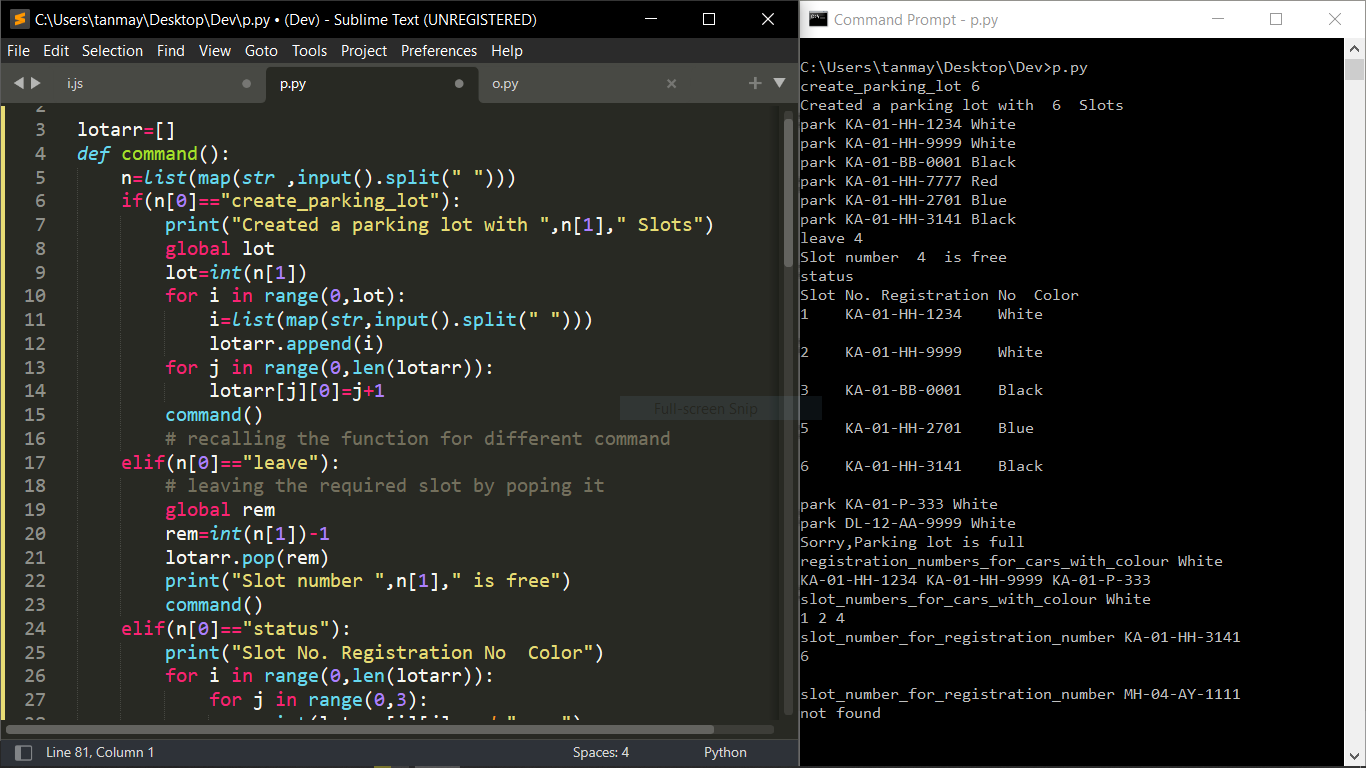 C:\Users\tanmay\Desktop\Dev\p.py • (Dev) - Sublime Text (UNREGISTERED)
File Edit Selection Find View Goto Tools Project Preferences Help
i.js p.py o.py
2
3 lotarr=[]
4 def command():
5 n=list(map(str ,input().split(" ")))
6 if(n[0]=="create_parking_lot"):
7 print("Created a parking lot with ",n[1]," Slots")
8 global lot
9 lot=int(n[1])
10 for i in range(0,lot):
11 i=list(map(str,input().split(" ")))
12 lotarr.append(i)
13 for j in range(0,len(lotarr)):
14 lotarr[j][0]=j+1
15 command()
16 # recalling the function for different command
17 elif(n[0]=="leave"):
18 # leaving the required slot by poping it
19 global rem
20 rem=int(n[1])-1
21 lotarr.pop(rem)
22 print("Slot number ",n[1]," is free")
23 command()
24 elif(n[0]=="status"):
25 print("Slot No. Registration No  Color")
26 for i in range(0,len(lotarr)):
27 for j in range(0,3):
Full-screen Snip
Line 81, Column 1 Spaces: 4 Python
Command Prompt - p.py
C:\Users\tanmay\Desktop\Dev>p.py
create_parking_lot 6
Created a parking lot with  6  Slots
park KA-01-HH-1234 White
park KA-01-HH-9999 White
park KA-01-BB-0001 Black
park KA-01-HH-7777 Red
park KA-01-HH-2701 Blue
park KA-01-HH-3141 Black
leave 4
Slot number  4  is free
status
Slot No. Registration No  Color
1    KA-01-HH-1234    White
2    KA-01-HH-9999    White
3    KA-01-BB-0001    Black
5    KA-01-HH-2701    Blue
6    KA-01-HH-3141    Black
park KA-01-P-333 White
park DL-12-AA-9999 White
Sorry,Parking lot is full
registration_numbers_for_cars_with_colour White
KA-01-HH-1234 KA-01-HH-9999 KA-01-P-333
slot_numbers_for_cars_with_colour White
1 2 4
slot_number_for_registration_number KA-01-HH-3141
6
slot_number_for_registration_number MH-04-AY-1111
not found